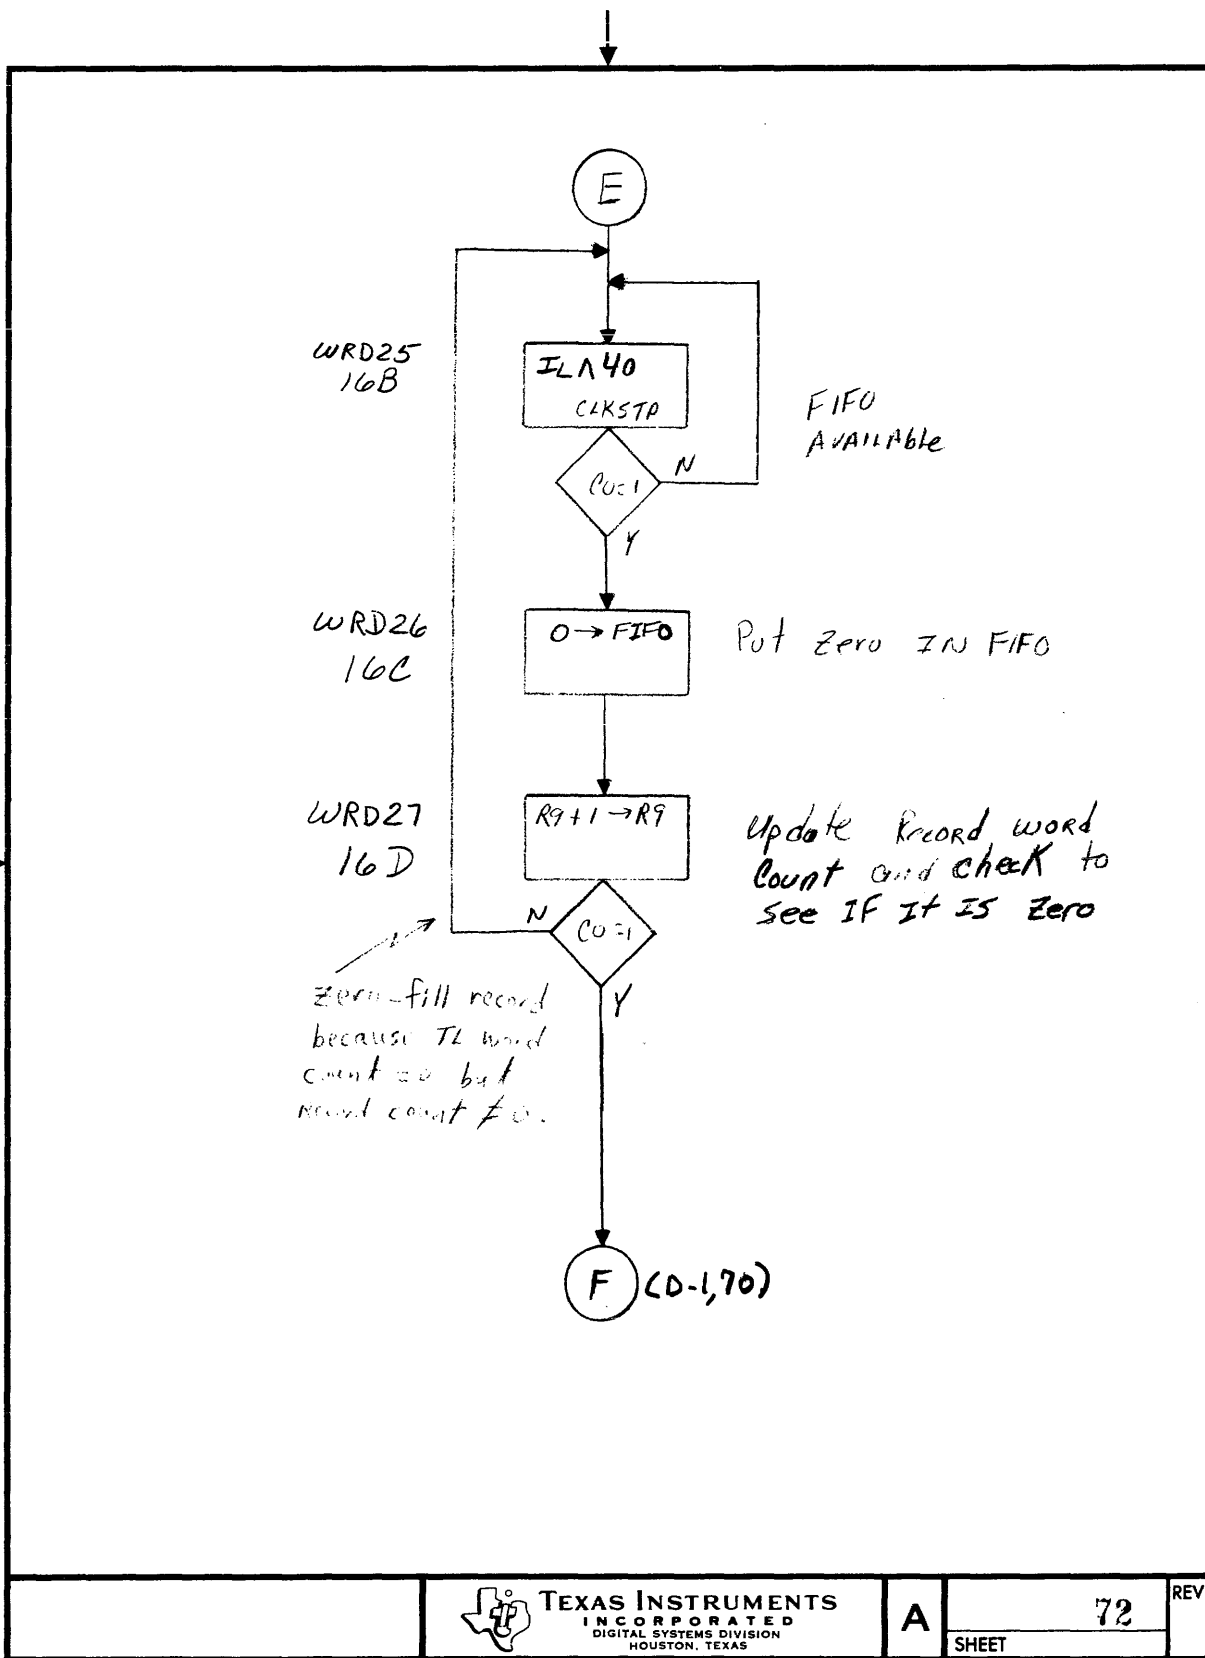 E
WRD25
16B
IL∧40
CLKSTP
FIFO
AVAILAble
CO=1
N
Y
WRD26
16C
0→FIFO
Put Zero IN FIFO
WRD27
16D
R9+1→R9
Update Record word
Count and check to
see IF It IS Zero
N
CO=1
Y
Zero-fill record
because TL word
count =0 but
record count ≠0.
F (D-1,70)
TEXAS INSTRUMENTS
INCORPORATED
DIGITAL SYSTEMS DIVISION
HOUSTON, TEXAS
A
72
SHEET
REV